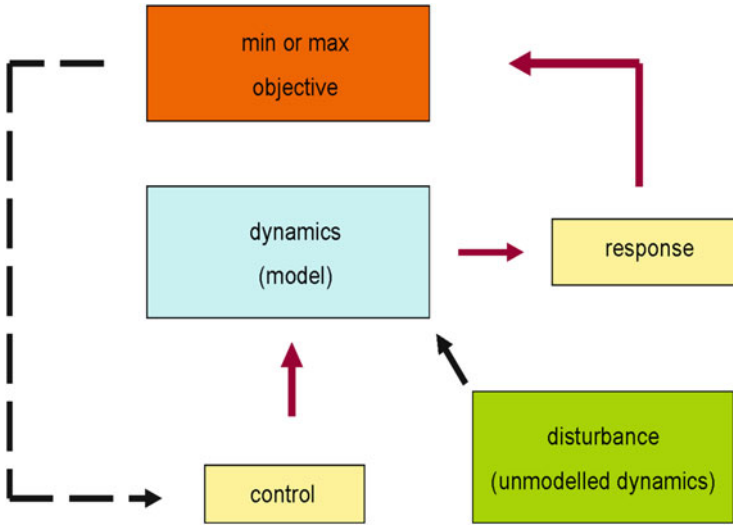 min or max
objective
dynamics
(model)
response
disturbance
(unmodelled dynamics)
control